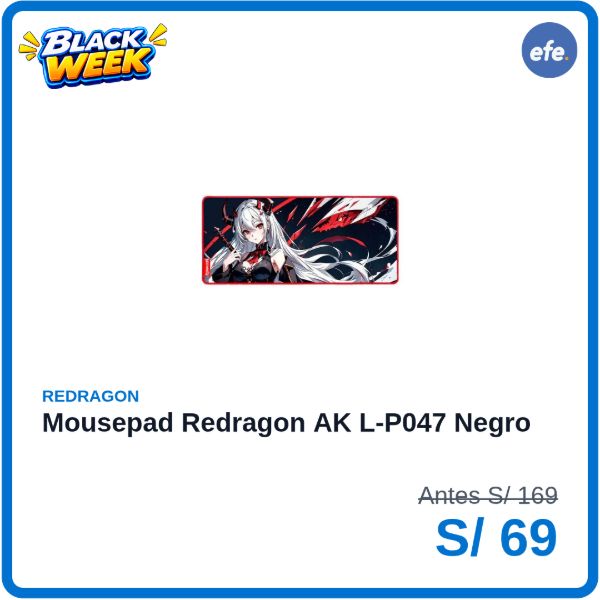 BLACK
WEEK
efe.
REDRAGON
Mousepad Redragon AK L-P047 Negro
Antes S/ 169
S/ 69